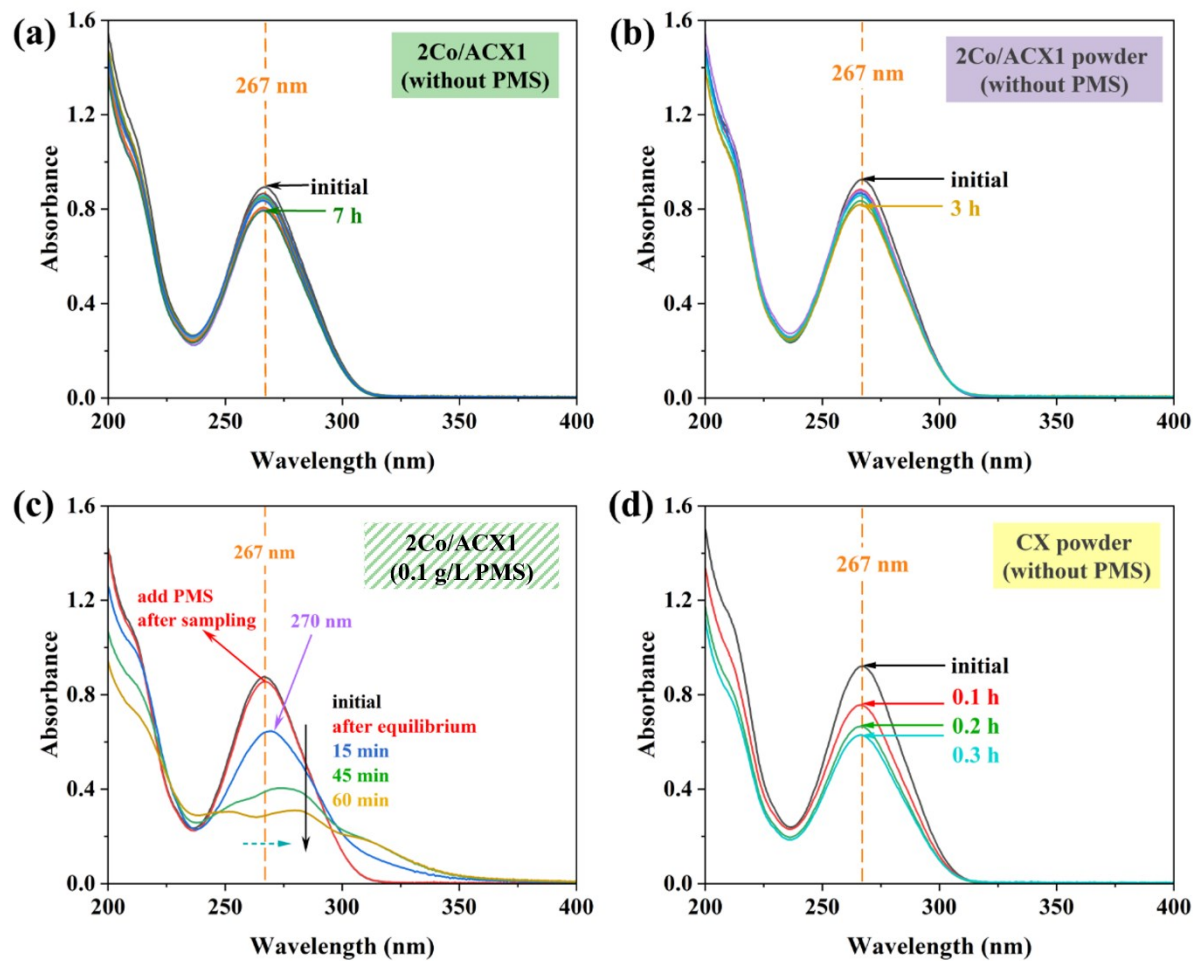 (a)
2Co/ACX1
(without PMS)
267 nm
initial
7 h
Absorbance
1.6
1.2
0.8
0.4
0.0
200
250
300
350
400
Wavelength (nm)
(b)
2Co/ACX1 powder
(without PMS)
267 nm
initial
3 h
Absorbance
1.6
1.2
0.8
0.4
0.0
200
250
300
350
400
Wavelength (nm)
(c)
2Co/ACX1
(0.1 g/L PMS)
267 nm
add PMS
after sampling
270 nm
initial
after equilibrium
15 min
45 min
60 min
Absorbance
1.6
1.2
0.8
0.4
0.0
200
250
300
350
400
Wavelength (nm)
(d)
CX powder
(without PMS)
267 nm
initial
0.1 h
0.2 h
0.3 h
Absorbance
1.6
1.2
0.8
0.4
0.0
200
250
300
350
400
Wavelength (nm)